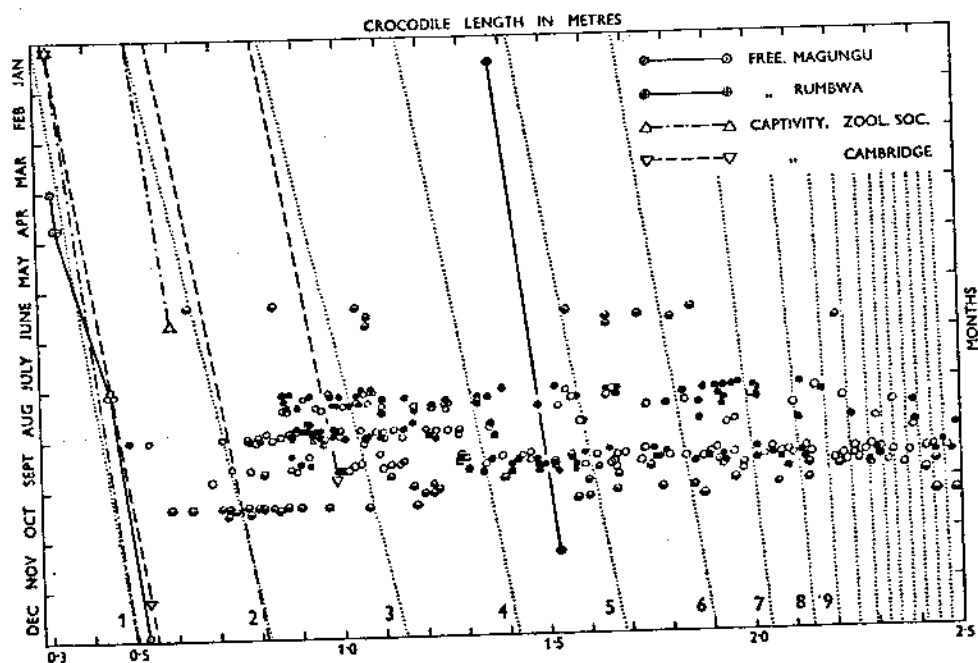 CROCODILE LENGTH IN METRES
FREE. MAGUNGU
„ RUMBWA
CAPTIVITY. ZOOL. SOC.
„ CAMBRIDGE
JAN
FEB
MAR
APR
MAY
JUNE
JULY
AUG
SEPT
OCT
NOV
DEC
MONTHS
1 2 3 4 5 6 7 8 9
0·3 0·5 1·0 1·5 2·0 2·5